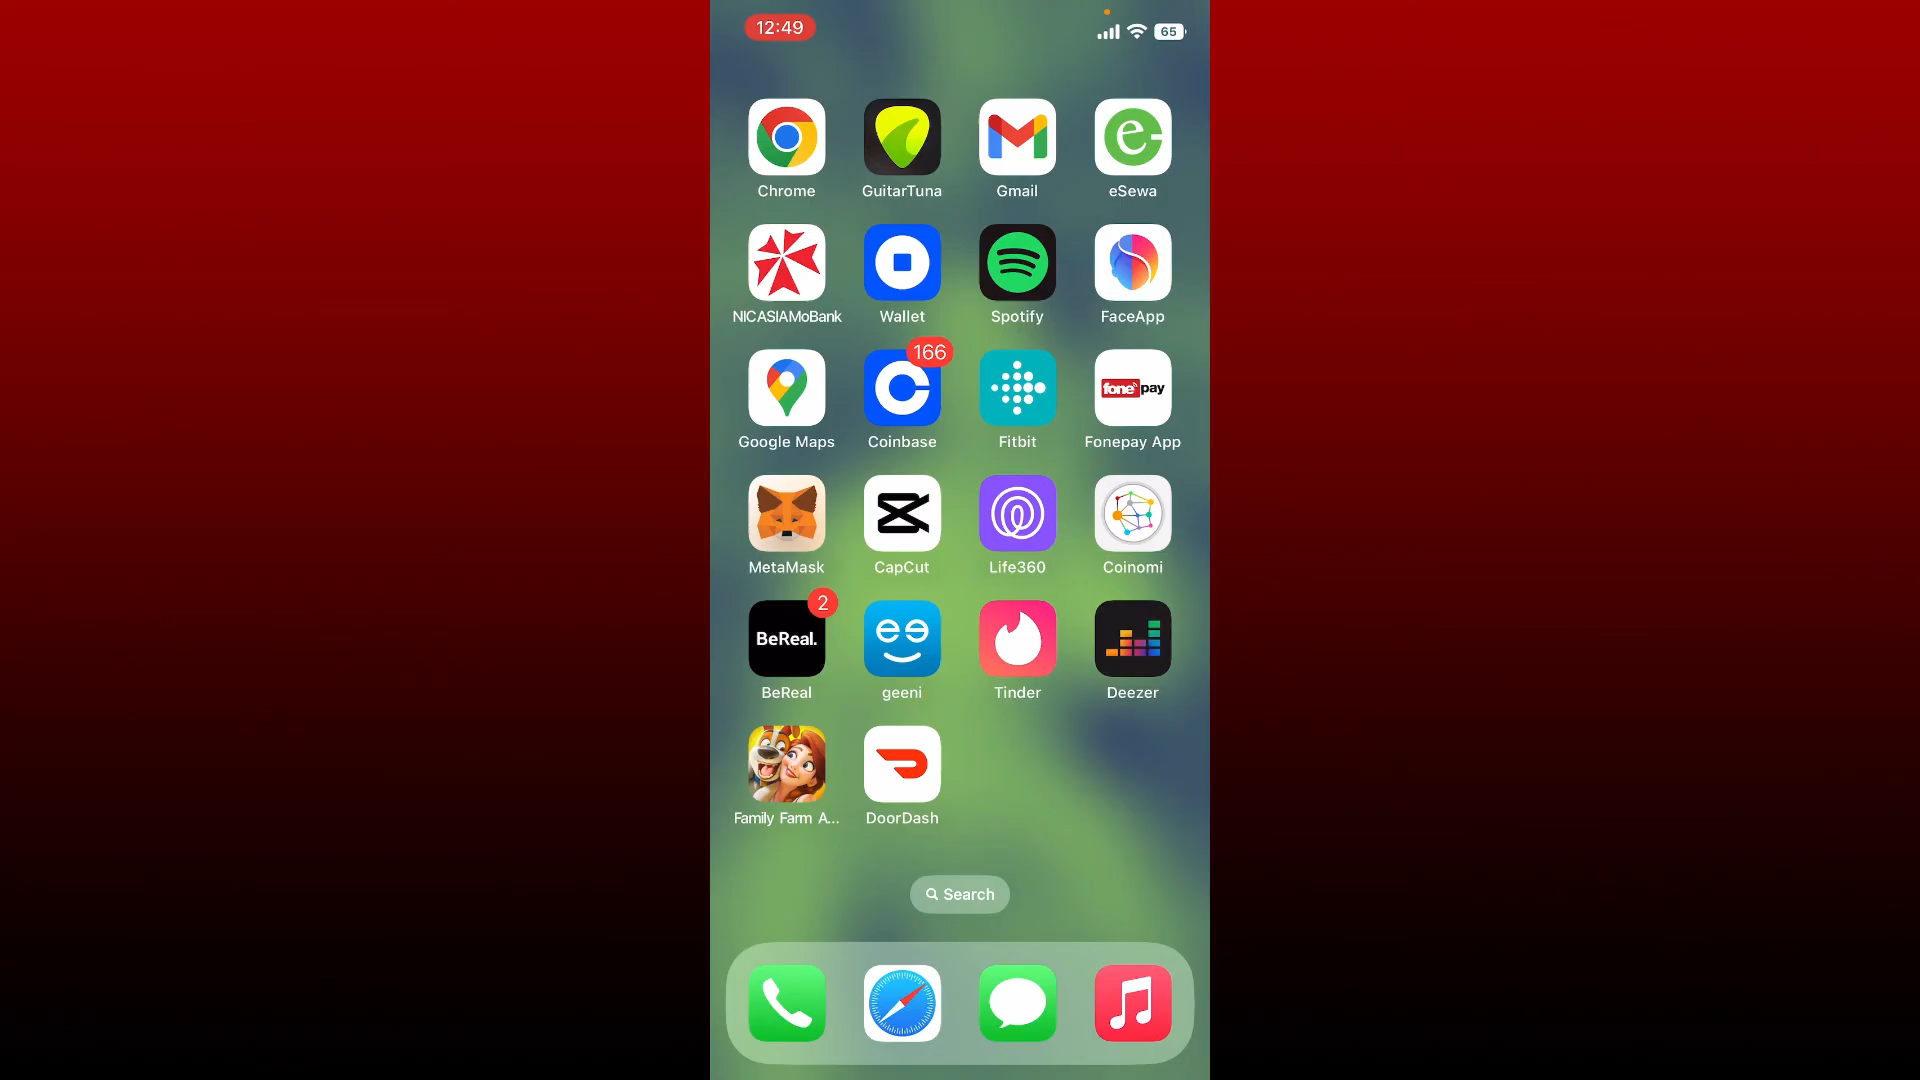 12:49
65
Chrome
GuitarTuna
Gmail
eSewa
NICASIAMoBank
Wallet
Spotify
FaceApp
166
fone pay
Google Maps
Coinbase
Fitbit
Fonepay App
MetaMask
CapCut
Life360
Coinomi
2
BeReal.
BeReal
geeni
Tinder
Deezer
Family Farm A...
DoorDash
Search